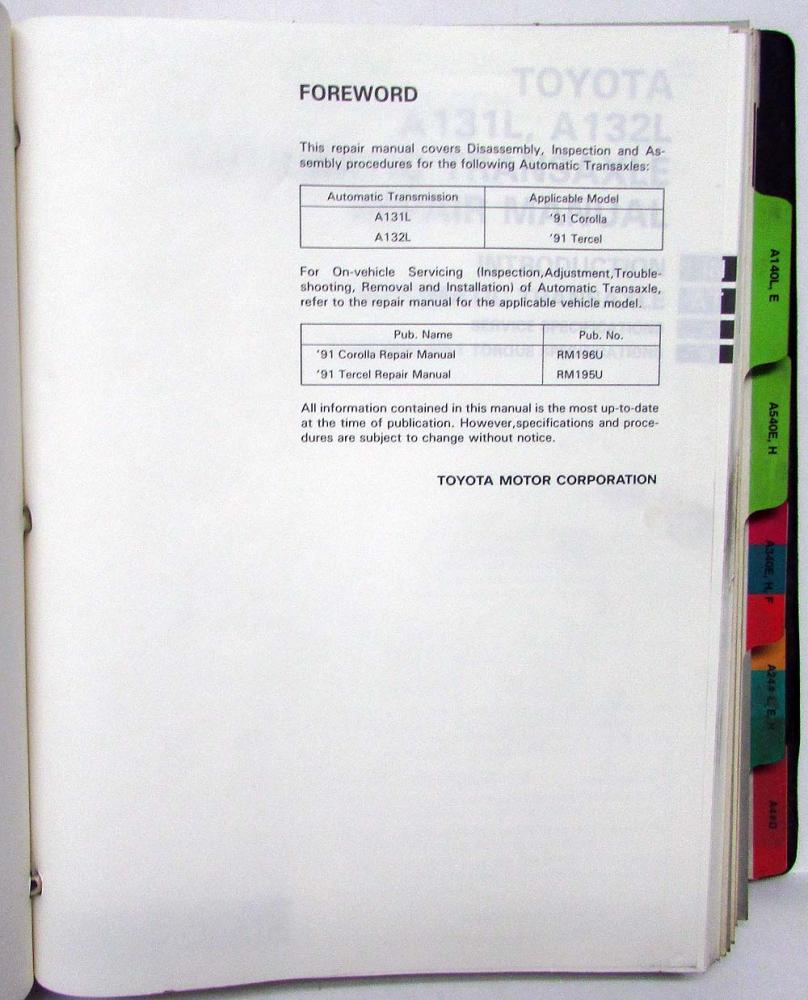 FOREWORD
TOYOTA
A131L, A132L
This repair manual covers Disassembly, Inspection and As-
sembly procedures for the following Automatic Transaxles:
Automatic Transmission Applicable Model
A131L '91 Corolla
A132L '91 Tercel
For On-vehicle Servicing (Inspection,Adjustment,Trouble-
shooting, Removal and Installation) of Automatic Transaxle,
refer to the repair manual for the applicable vehicle model.
Pub. Name Pub. No.
'91 Corolla Repair Manual RM196U
'91 Tercel Repair Manual RM195U
All information contained in this manual is the most up-to-date
at the time of publication. However,specifications and proce-
dures are subject to change without notice.
TOYOTA MOTOR CORPORATION
A140L, E
A540E, H
A340E, H, F